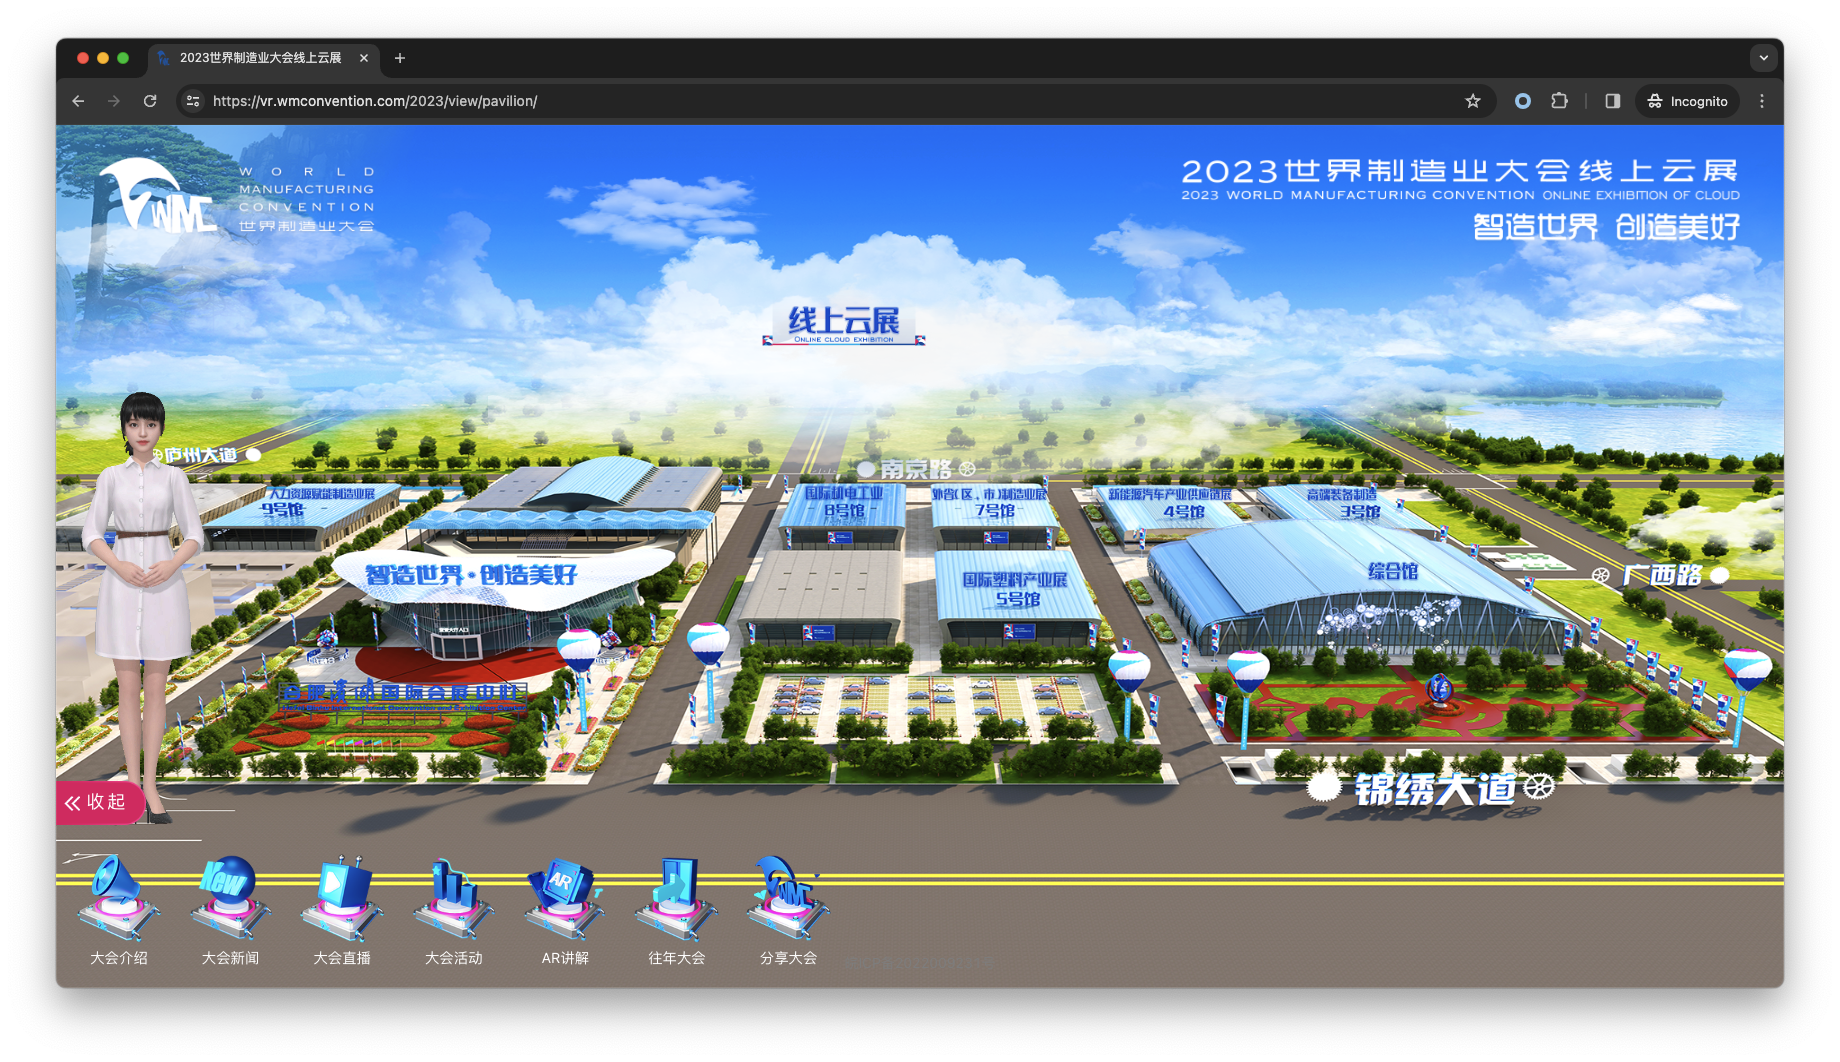 2023世界制造业大会线上云展
https://vr.wmconvention.com/2023/view/pavilion/
Incognito
WMC
WORLD
MANUFACTURING
CONVENTION
世界制造业大会
2023世界制造业大会线上云展
2023 WORLD MANUFACTURING CONVENTION ONLINE EXHIBITION OF CLOUD
智造世界 创造美好
线上云展
ONLINE CLOUD EXHIBITION
庐州大道
南京路
人力资源赋能制造业展
9号馆
国际机电工业
8号馆
外省(区、市)制造业展
7号馆
新能源汽车产业供应链展
4号馆
高端装备制造
3号馆
智造世界·创造美好
国际塑料产业展
5号馆
综合馆
广西路
合肥滨湖国际会展中心
锦绣大道
收起
New
AR
WMC
大会介绍
大会新闻
大会直播
大会活动
AR讲解
往年大会
分享大会